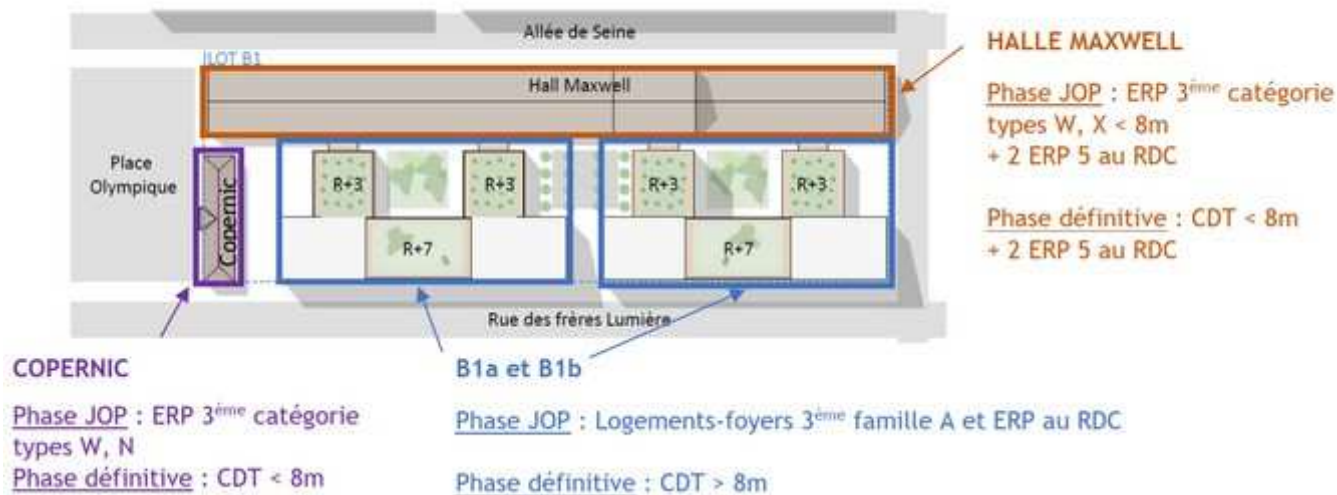 Allée de Seine
ILOT B1
Hall Maxwell
Place
Olympique
Copernic
R+3
R+3
R+3
R+3
R+7
R+7
Rue des frères Lumière
HALLE MAXWELL
Phase JOP : ERP 3ème catégorie
types W, X < 8m
+ 2 ERP 5 au RDC
Phase définitive : CDT < 8m
+ 2 ERP 5 au RDC
COPERNIC
Phase JOP : ERP 3ème catégorie
types W, N
Phase définitive : CDT < 8m
B1a et B1b
Phase JOP : Logements-foyers 3ème famille A et ERP au RDC
Phase définitive : CDT > 8m